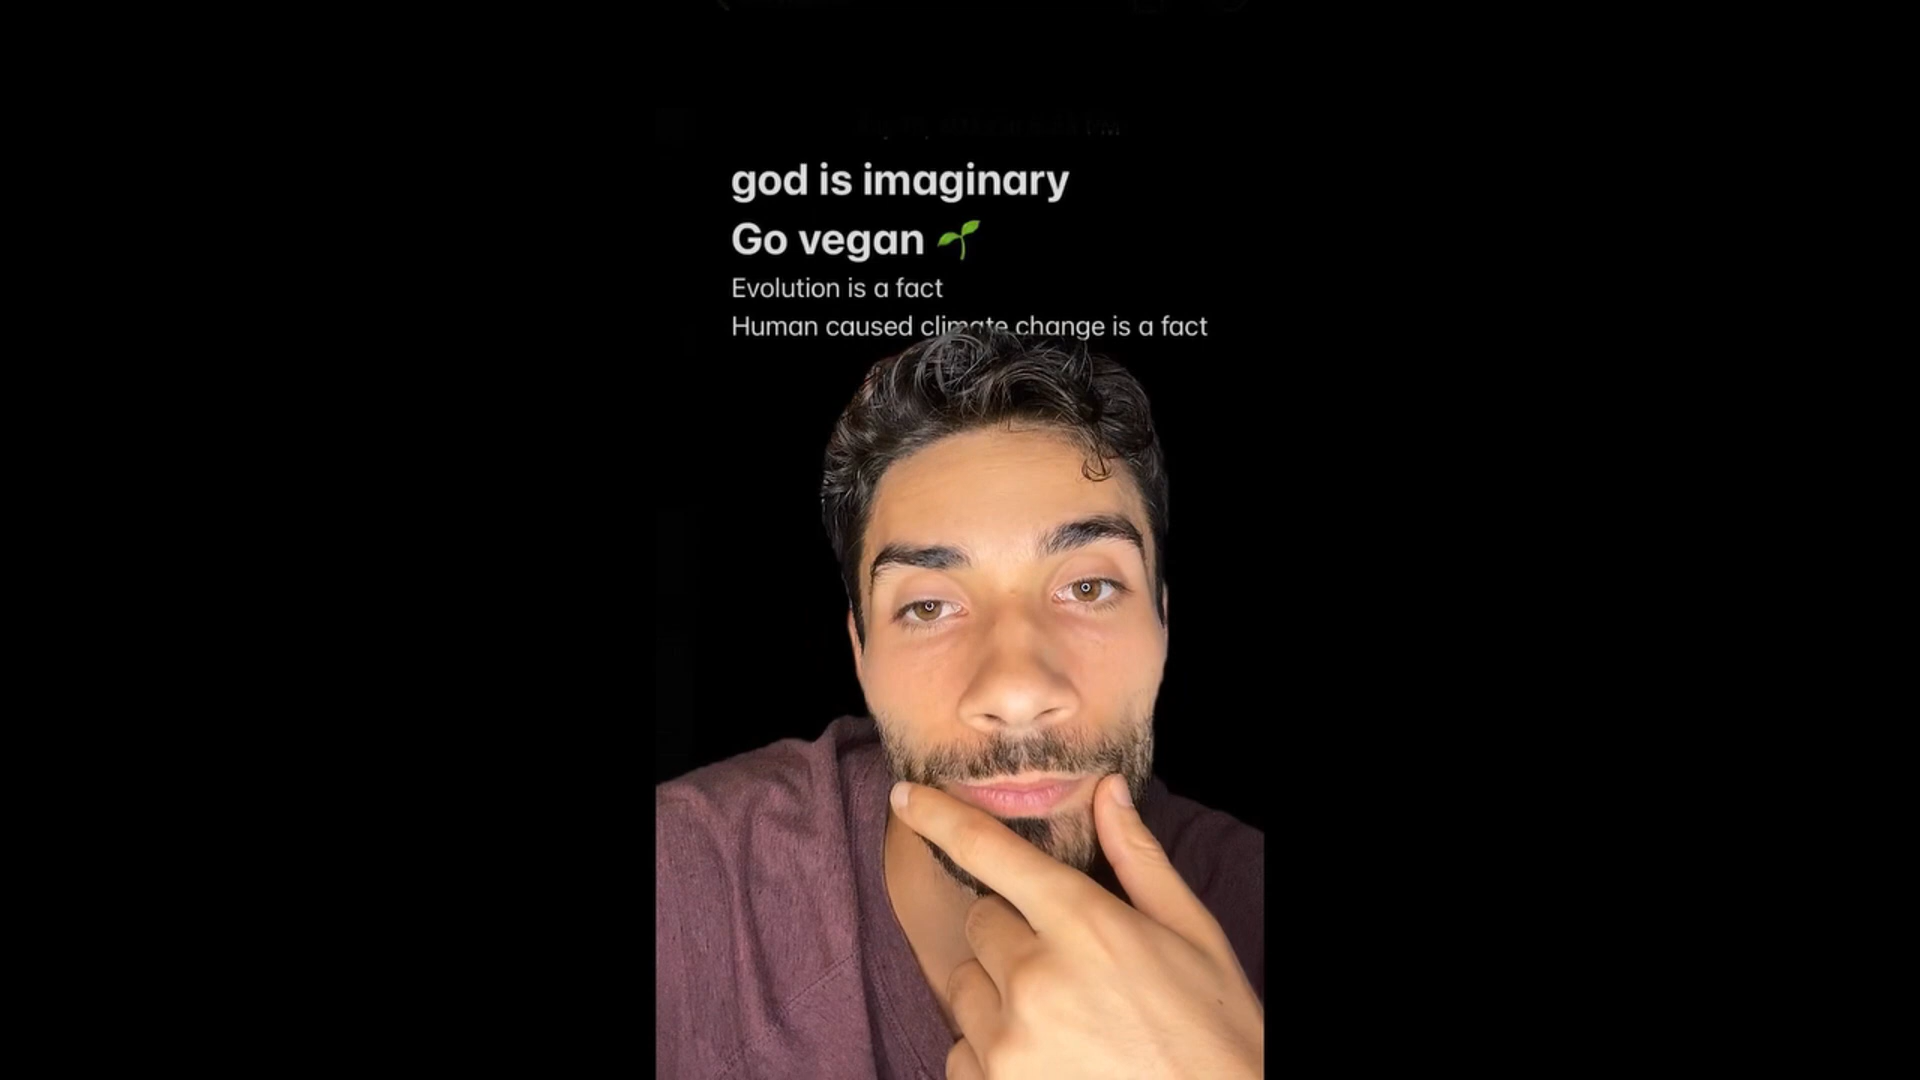 god is imaginary
Go vegan 🌱
Evolution is a fact
Human caused climate change is a fact